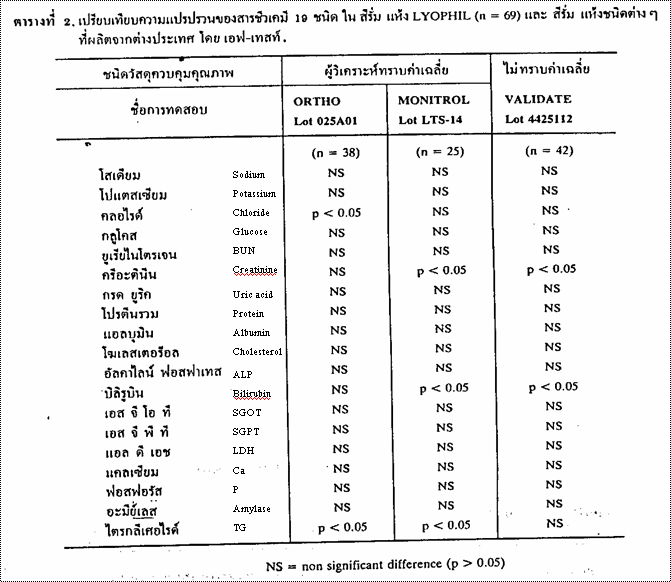 ตารางที่ 2. เปรียบเทียบความแปรปรวนของสารชีวเคมี 19 ชนิด ใน สีรั่ม แห้ง LYOPHIL (n = 69) และ สีรั่ม แห้งชนิดต่าง ๆ
ที่ผลิตจากต่างประเทศ โดย เอฟ-เทสท์.
ชนิดวัสดุควบคุมคุณภาพ ผู้วิเคราะห์ทราบค่าเฉลี่ย ไม่ทราบค่าเฉลี่ย
ชื่อการทดสอบ ORTHO MONITROL VALIDATE
Lot 025A01 Lot LTS-14 Lot 4425112
(n = 38) (n = 25) (n = 42)
โสเดียม Sodium NS NS NS
โปแตสเซียม Potassium NS NS NS
คลอไรด์ Chloride p < 0.05 NS NS
กลูโคส Glucose NS NS NS
ยูเรียไนโตรเจน BUN NS NS NS
ครีอะตินีน Creatinine NS p < 0.05 p < 0.05
กรด ยูริก Uric acid NS NS NS
โปรตีนรวม Protein NS NS NS
แอลบูมิน Albumin NS NS NS
โฆเลสเตอรอล Cholesterol NS NS NS
อัลคาไลน์ ฟอสฟาเทส ALP NS NS NS
บิลิรูบิน Bilirubin NS p < 0.05 p < 0.05
เอส จี โอ ที SGOT NS NS NS
เอส จี พี ที SGPT NS NS NS
แอล ดี เอช LDH NS NS NS
แคลเซียม Ca NS NS NS
ฟอสฟอรัส P NS NS NS
อะมีย์เลส Amylase NS NS NS
ไตรกลีเศอไรด์ TG p < 0.05 p < 0.05 NS
NS = non significant difference (p > 0.05)